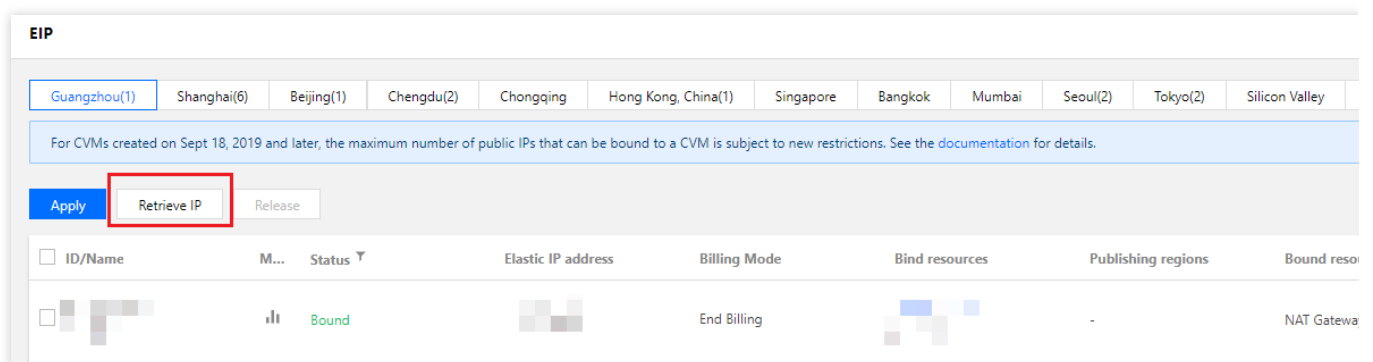 EIP
Guangzhou(1) Shanghai(6) Beijing(1) Chengdu(2) Chongqing Hong Kong, China(1) Singapore Bangkok Mumbai Seoul(2) Tokyo(2) Silicon Valley
For CVMs created on Sept 18, 2019 and later, the maximum number of public IPs that can be bound to a CVM is subject to new restrictions. See the documentation for details.
Apply Retrieve IP Release
ID/Name M... Status Elastic IP address Billing Mode Bind resources Publishing regions Bound
Bound End Billing - NAT